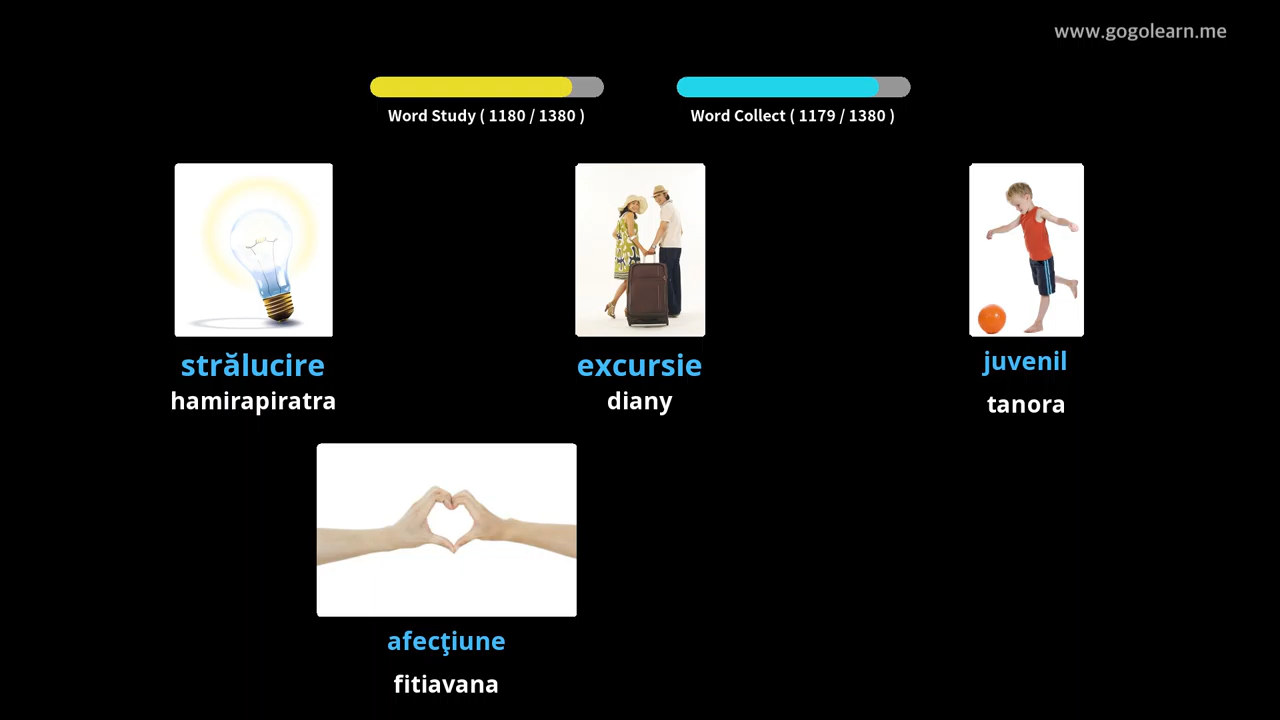 www.gogolearn.me
Word Study ( 1180 / 1380 )
Word Collect ( 1179 / 1380 )
strălucire
hamirapiratra
excursie
diany
juvenil
tanora
afecţiune
fitiavana